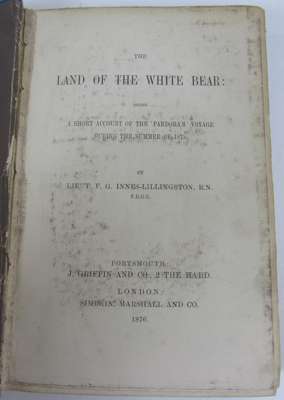 THE
LAND OF THE WHITE BEAR:
BEING
A SHORT ACCOUNT OF THE "PANDORA'S" VOYAGE
DURING THE SUMMER OF 1875.
BY
LIEUT. F. G. INNES-LILLINGSTON, R.N.
F.R.G.S.
PORTSMOUTH:
J. GRIFFIN AND CO., 2 THE HARD.
LONDON:
SIMPKIN, MARSHALL AND CO.
1876.